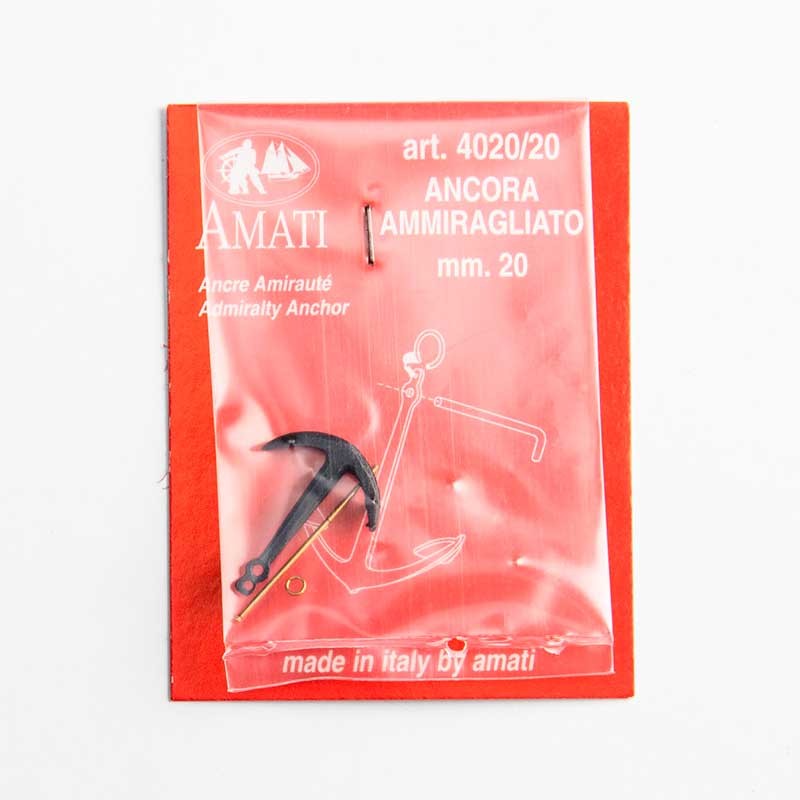 AMATI
Ancre Amirauté
Admiralty Anchor
art. 4020/20
ANCORA
AMMIRAGLIATO
mm. 20
made in italy by amati